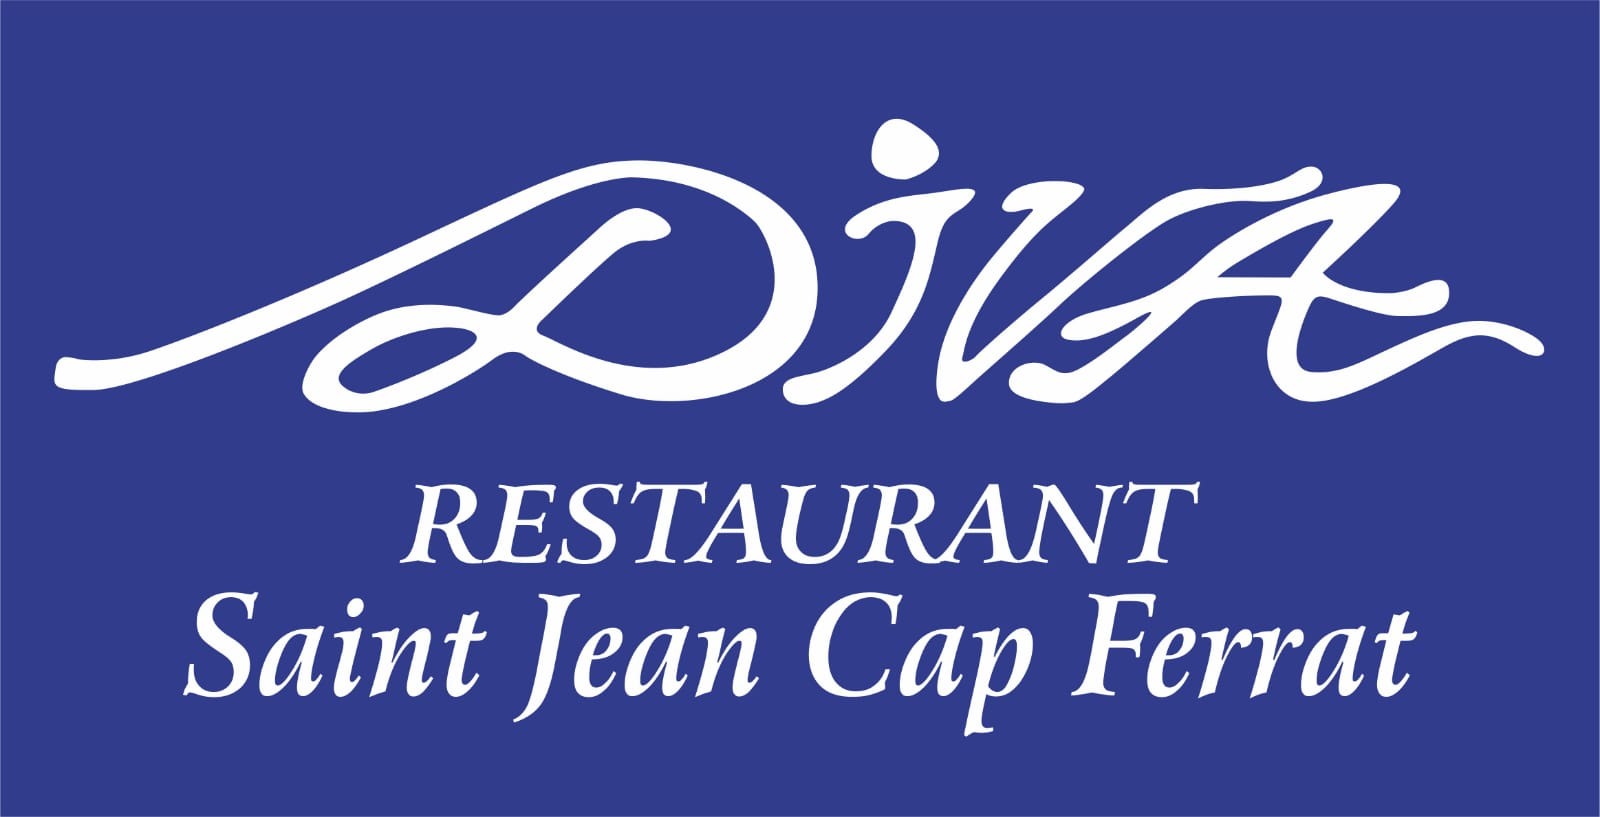 DiVA
RESTAURANT
Saint Jean Cap Ferrat